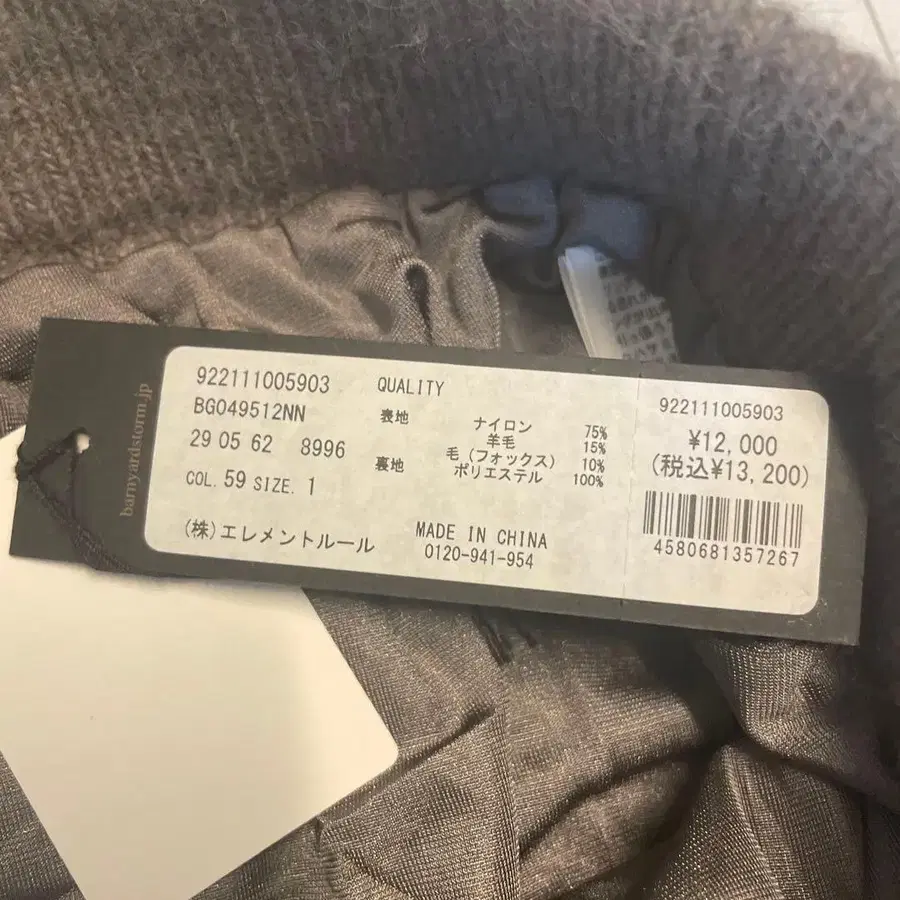 barnyardstorm.jp
922111005903
BG049512NN
29 05 62 8996
COL. 59 SIZE. 1
(株)エレメントルール
QUALITY
表地 ナイロン 75%
羊毛 15%
毛(フォックス) 10%
裏地 ポリエステル 100%
MADE IN CHINA
0120-941-954
922111005903
¥12,000
(税込¥13,200)
4580681357267